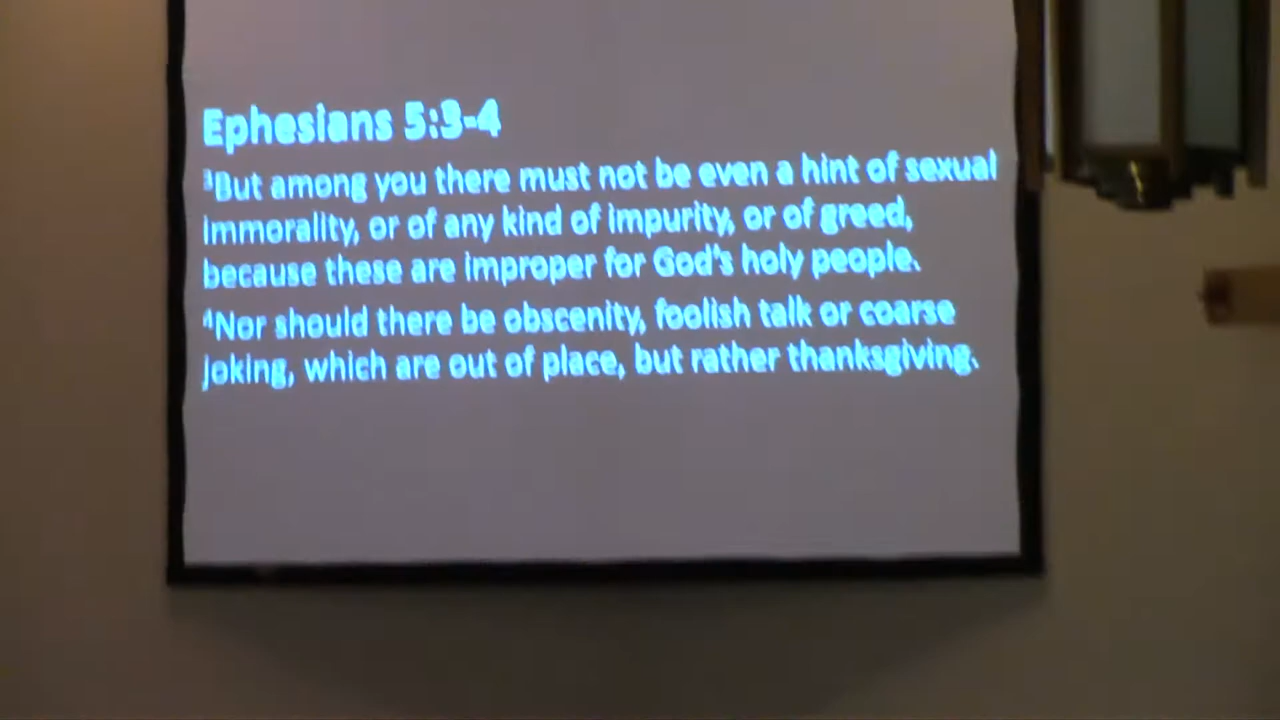 Ephesians 5:3-4
³But among you there must not be even a hint of sexual
immorality, or of any kind of impurity, or of greed,
because these are improper for God's holy people.
⁴Nor should there be obscenity, foolish talk or coarse
joking, which are out of place, but rather thanksgiving.